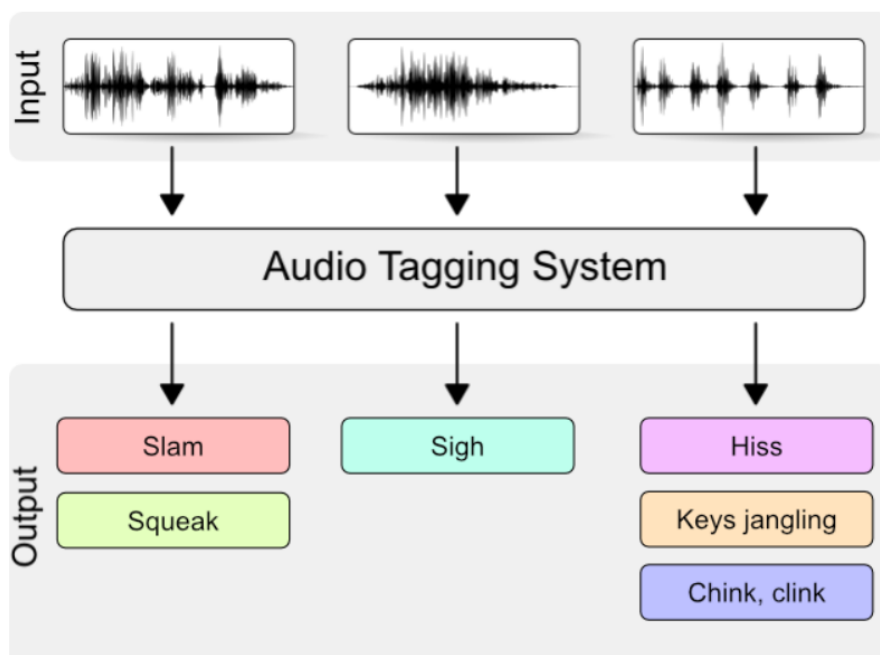 Input
Audio Tagging System
Output
Slam
Sigh
Hiss
Squeak
Keys jangling
Chink, clink